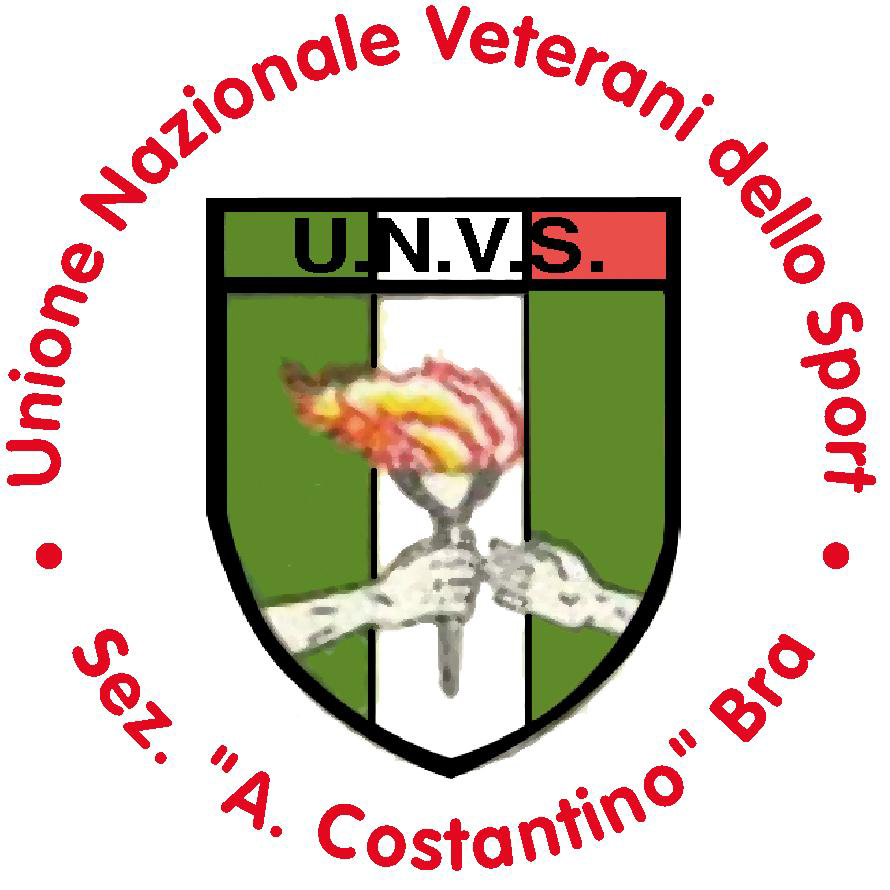 Unione Nazionale Veterani dello Sport
U.N.V.S.
• Sez. "A. Costantino" Bra •